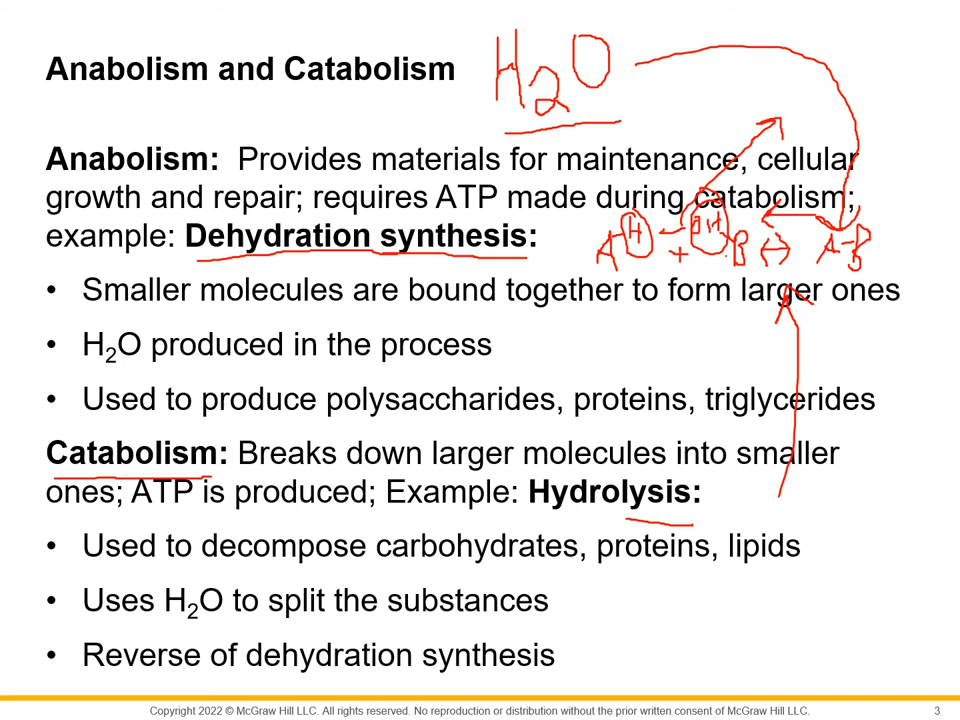 Anabolism and Catabolism
H2O
Anabolism: Provides materials for maintenance, cellular
growth and repair; requires ATP made during catabolism;
example: Dehydration synthesis:
A-H + OH-B ↔ A-B
• Smaller molecules are bound together to form larger ones
• H2O produced in the process
• Used to produce polysaccharides, proteins, triglycerides
Catabolism: Breaks down larger molecules into smaller
ones; ATP is produced; Example: Hydrolysis:
• Used to decompose carbohydrates, proteins, lipids
• Uses H2O to split the substances
• Reverse of dehydration synthesis
Copyright 2022 © McGraw Hill LLC. All rights reserved. No reproduction or distribution without the prior written consent of McGraw Hill LLC.
3